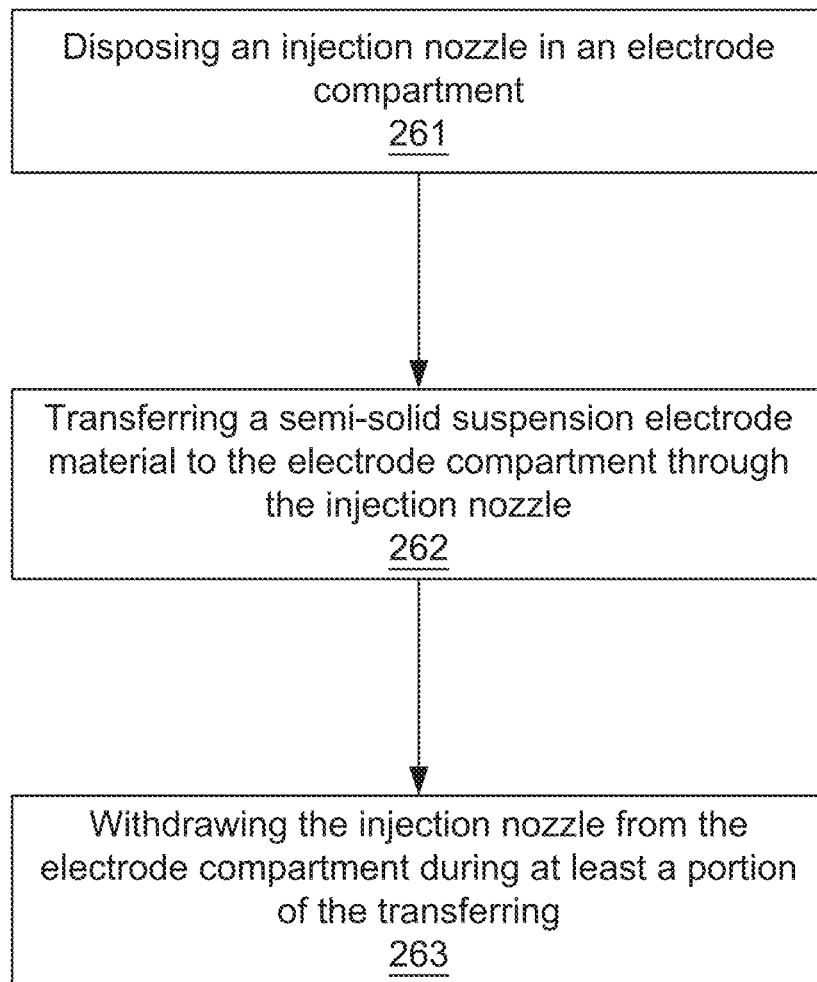 Disposing an injection nozzle in an electrode
compartment
261
Transferring a semi-solid suspension electrode
material to the electrode compartment through
the injection nozzle
262
Withdrawing the injection nozzle from the
electrode compartment during at least a portion
of the transferring
263